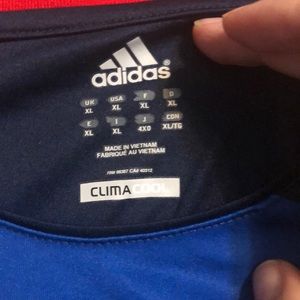 adidas
UK USA F D
XL XL XL XL
E I J CDN
XL XL 4XO XL/TG
MADE IN VIETNAM
FABRIQUÉ AU VIETNAM
CLIMACOOL